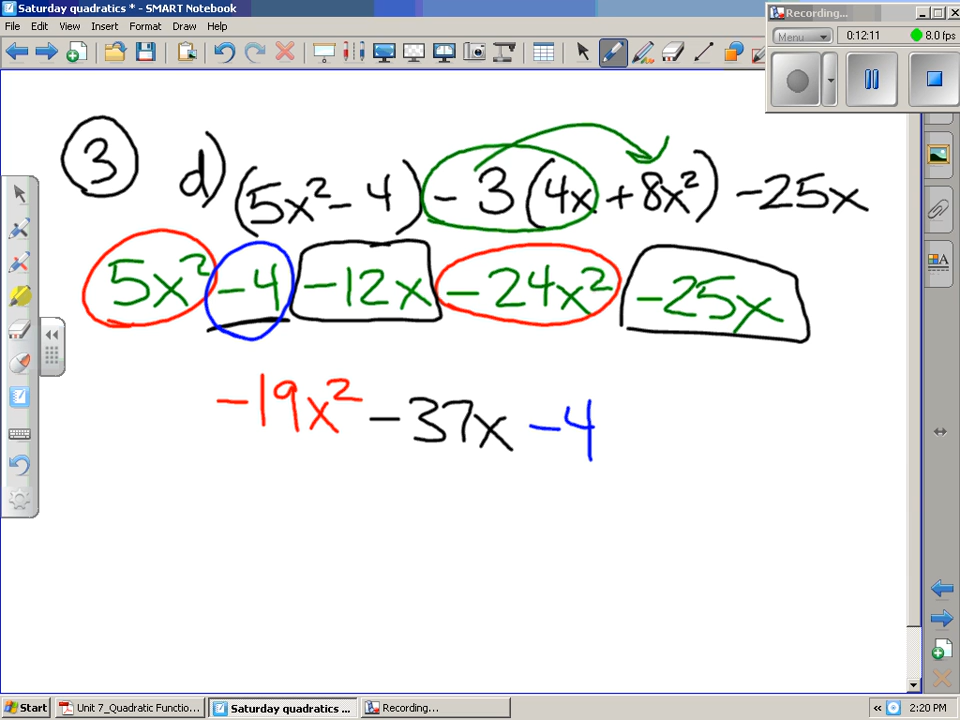 Saturday quadratics * - SMART Notebook
File Edit View Insert Format Draw Help
Recording...
Menu 0:12:11 8.0 fps
3 d) (5x² - 4) - 3(4x + 8x²) - 25x
5x² - 4 - 12x - 24x² - 25x
-19x² - 37x - 4
Start Unit 7_Quadratic Functio... Saturday quadratics ... Recording... « 2:20 PM